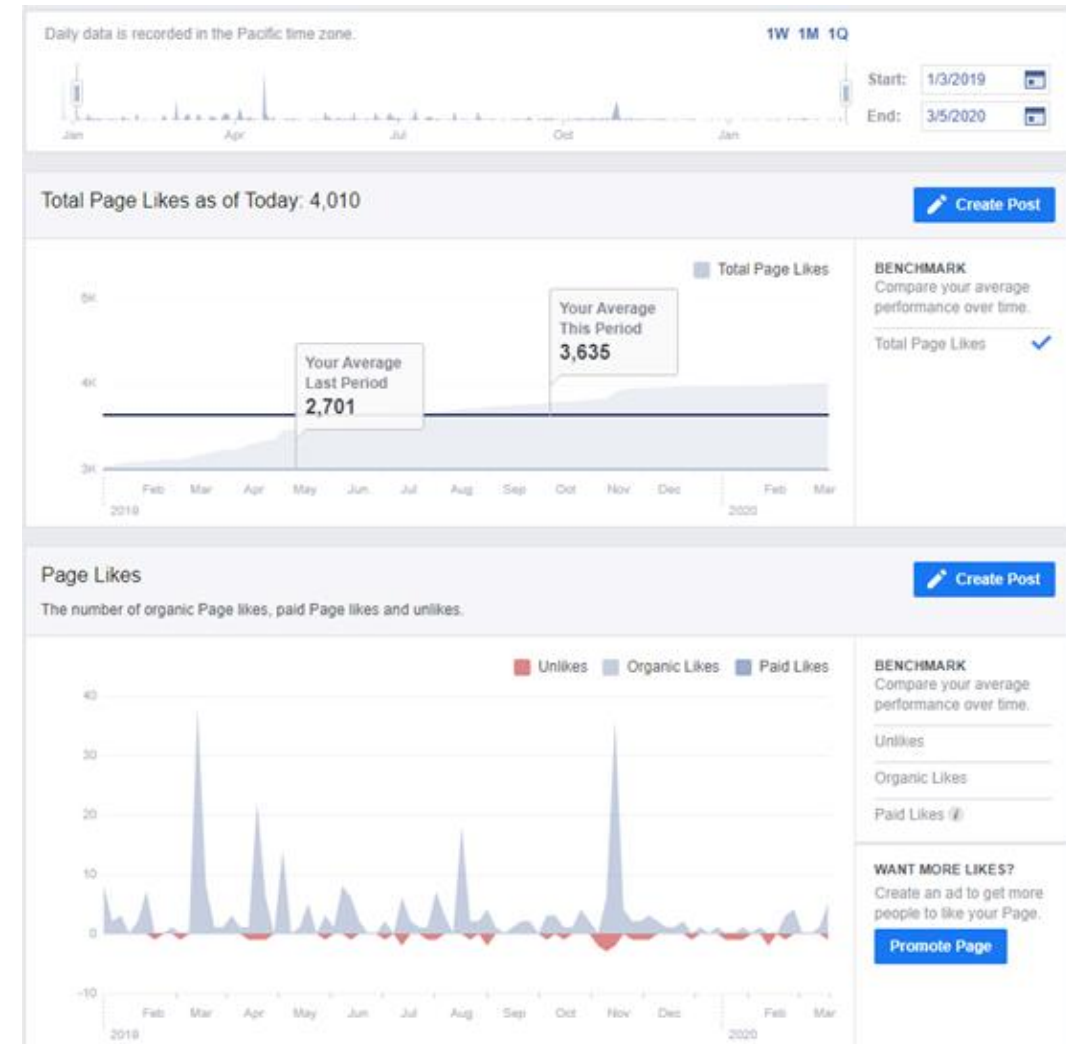 Daily data is recorded in the Pacific time zone.
1W 1M 1Q
Start: 1/3/2019
End: 3/5/2020
Jan Apr Jul Oct Jan
Total Page Likes as of Today: 4,010
Create Post
Total Page Likes
BENCHMARK
Compare your average
performance over time.
Total Page Likes
5K
4K
3K
Your Average
This Period
3,635
Your Average
Last Period
2,701
Feb Mar Apr May Jun Jul Aug Sep Oct Nov Dec Feb Mar
2019 2020
Page Likes
The number of organic Page likes, paid Page likes and unlikes.
Create Post
Unlikes Organic Likes Paid Likes
BENCHMARK
Compare your average
performance over time.
Unlikes
Organic Likes
Paid Likes i
WANT MORE LIKES?
Create an ad to get more
people to like your Page.
Promote Page
40
30
20
10
0
-10
Feb Mar Apr May Jun Jul Aug Sep Oct Nov Dec Feb Mar
2019 2020